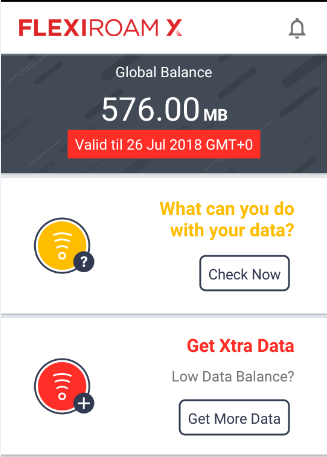 FLEXIROAM X
Global Balance
576.00 MB
Valid til 26 Jul 2018 GMT+0
What can you do
with your data?
?
Check Now
Get Xtra Data
Low Data Balance?
+
Get More Data